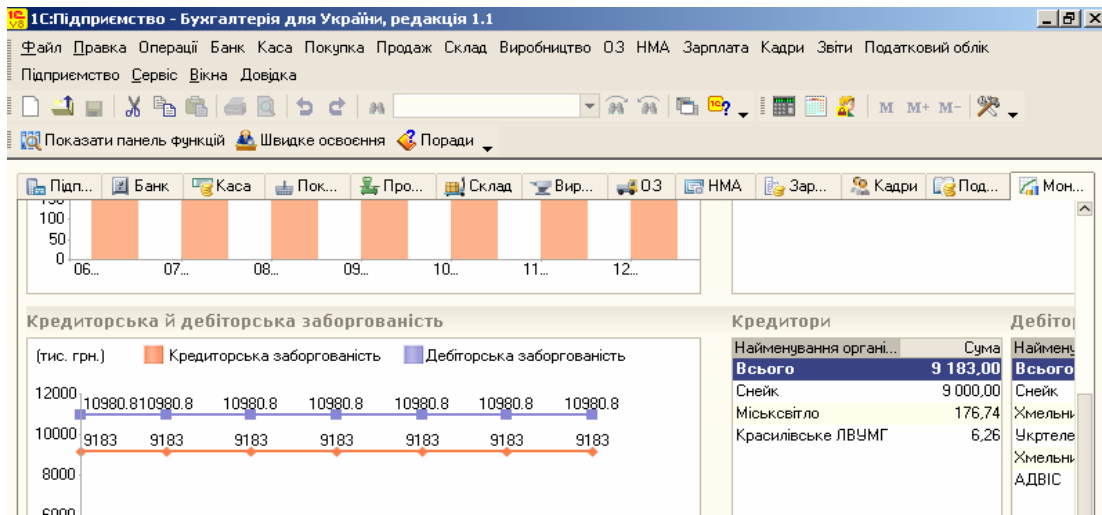 1С:Підприємство - Бухгалтерія для України, редакція 1.1
Файл Правка Операції Банк Каса Покупка Продаж Склад Виробництво ОЗ НМА Зарплата Кадри Звіти Податковий облік
Підприємство Сервіс Вікна Довідка
M M+ M-
Показати панель функцій Швидке освоєння Поради
Підп... Банк Каса Пок... Про... Склад Вир... ОЗ НМА Зар... Кадри Под... Мон...
100
50
0
06... 07... 08... 09... 10... 11... 12...
Кредиторська й дебіторська заборгованість Кредитори
(тис. грн.) Кредиторська заборгованість Дебіторська заборгованість
12000
10980.8 10980.8 10980.8 10980.8 10980.8 10980.8 10980.8
10000
9183 9183 9183 9183 9183 9183 9183
8000
Найменування органі... Сума
Всього 9 183,00
Снейк 9 000,00
Міськсвітло 176,74
Красилівське ЛВУМГ 6,26
Дебітор
Наймену
Всього
Снейк
Хмельни
Укртеле
Хмельни
АДВІС